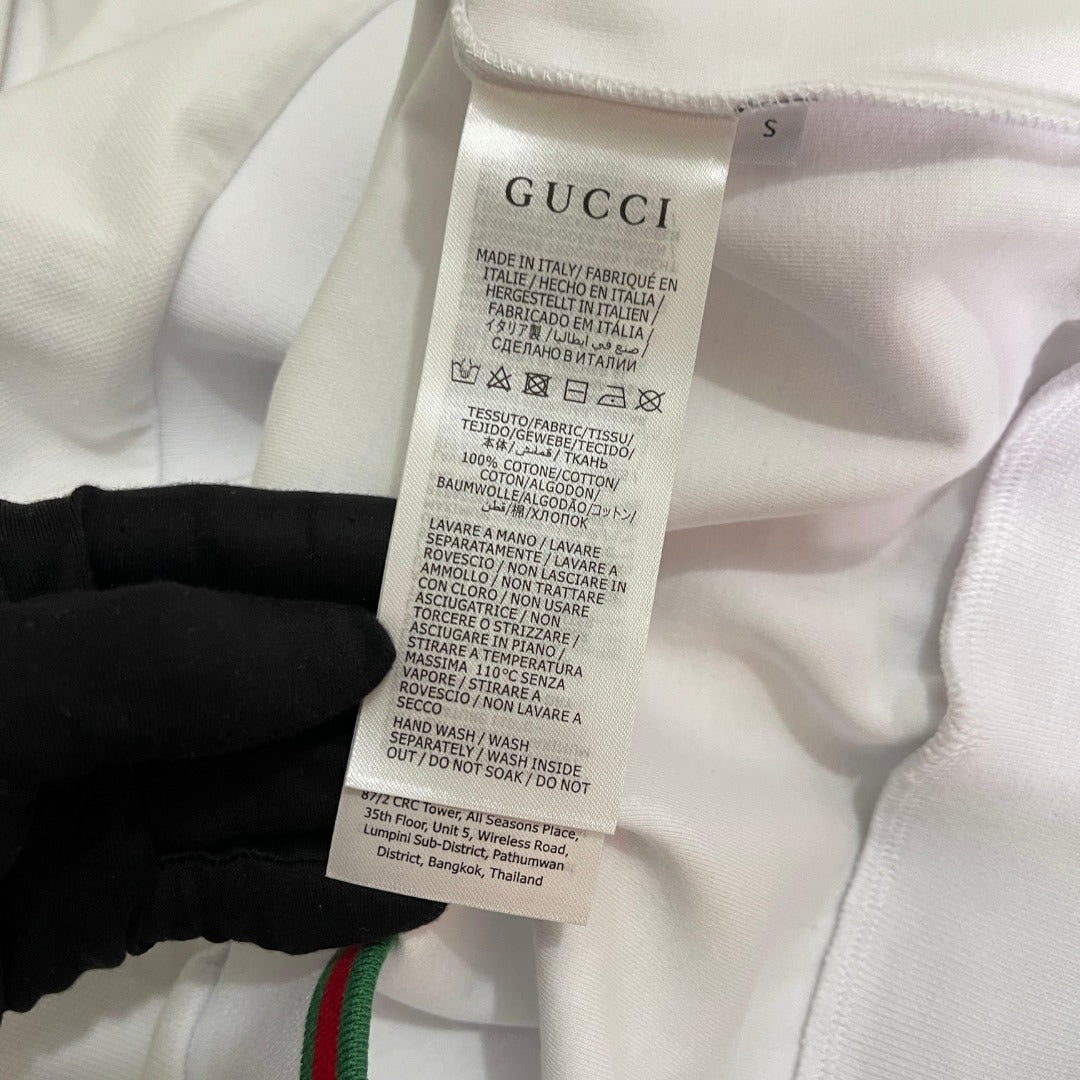 S
GUCCI
MADE IN ITALY/ FABRIQUÉ EN
ITALIE / HECHO EN ITALIA /
HERGESTELLT IN ITALIEN
FABRICADO EM ITÁLIA /
イタリア製 / صنع في ايطاليا /
СДЕЛАНО В ИТАЛИИ
TESSUTO/FABRIC/TISSU/
TEJIDO/GEWEBE/TECIDO/
本体/قماش/ ТКАНЬ
100% COTONE/COTTON/
COTON/ALGODON/
BAUMWOLLE/ALGODÃO/コットン/
قطن/棉/ХЛОПОК
LAVARE A MANO / LAVARE
SEPARATAMENTE / LAVARE A
ROVESCIO / NON LASCIARE IN
AMMOLLO / NON TRATTARE
CON CLORO / NON USARE
ASCIUGATRICE / NON
TORCERE O STRIZZARE /
ASCIUGARE IN PIANO /
STIRARE A TEMPERATURA
MASSIMA 110°C SENZA
VAPORE / STIRARE A
ROVESCIO / NON LAVARE A
SECCO
HAND WASH / WASH
SEPARATELY / WASH INSIDE
OUT / DO NOT SOAK / DO NOT
87/2 CRC Tower, All Seasons Place,
35th Floor, Unit 5, Wireless Road,
Lumpini Sub-District, Pathumwan
District, Bangkok, Thailand